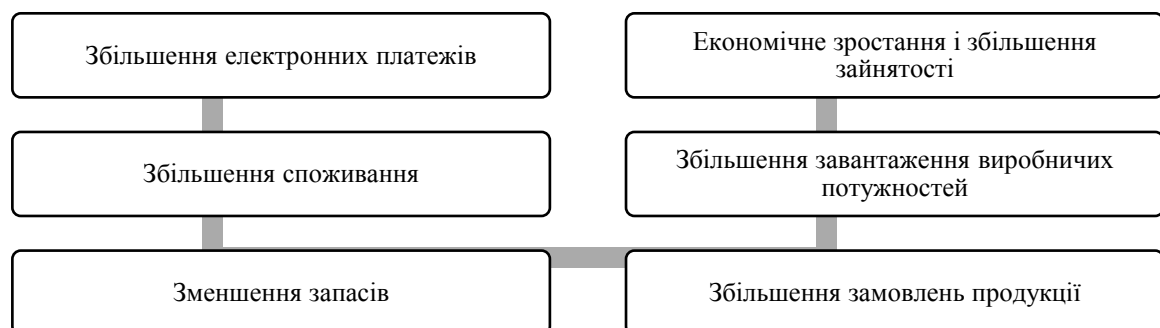 Збільшення електронних платежів
Збільшення споживання
Зменшення запасів
Збільшення замовлень продукції
Збільшення завантаження виробничих
потужностей
Економічне зростання і збільшення
зайнятості